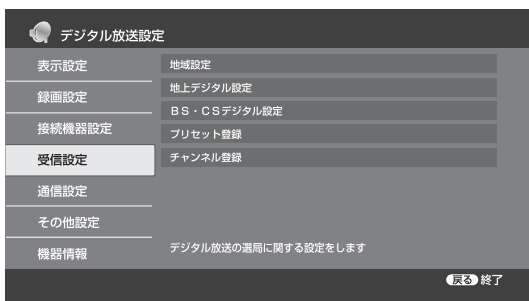 デジタル放送設定
表示設定
録画設定
接続機器設定
受信設定
通信設定
その他設定
機器情報
地域設定
地上デジタル設定
BS・CSデジタル設定
プリセット登録
チャンネル登録
デジタル放送の選局に関する設定をします
戻る 終了